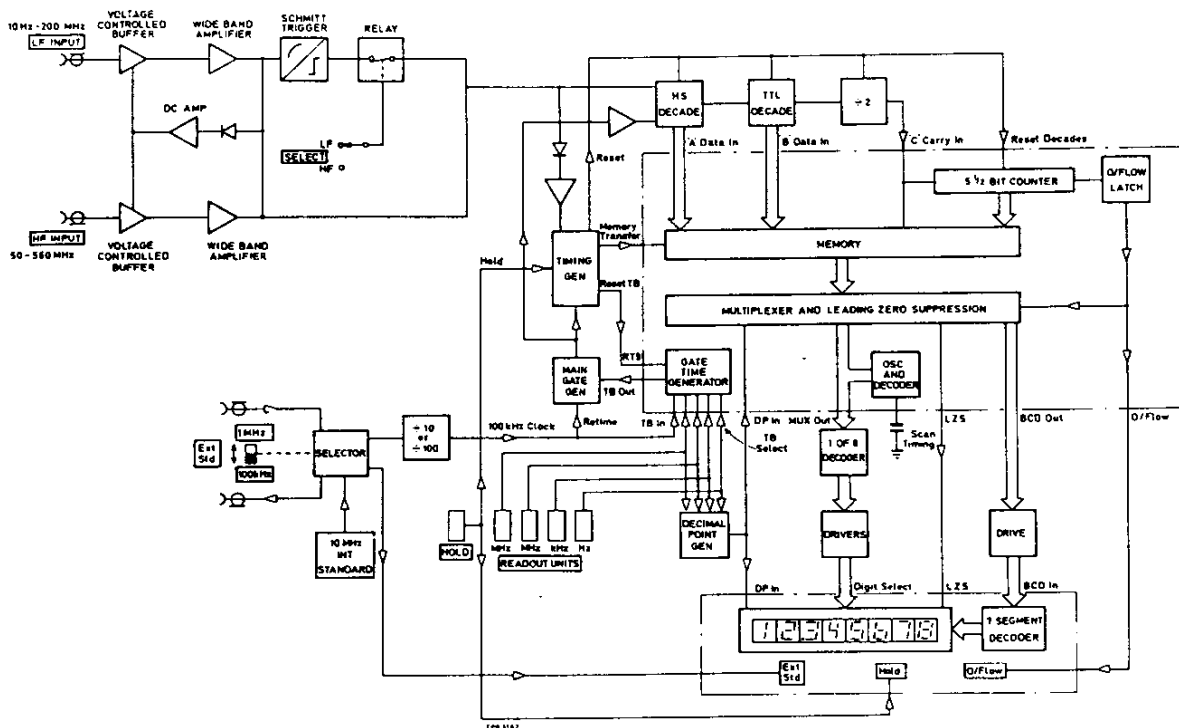 10Hz-200 MHz
LF INPUT
VOLTAGE
CONTROLLED
BUFFER
WIDE BAND
AMPLIFIER
SCHMITT
TRIGGER
RELAY
DC AMP
LF
SELECT
HF
HF INPUT
50-560 MHz
VOLTAGE
CONTROLLED
BUFFER
WIDE BAND
AMPLIFIER
HS
DECADE
TTL
DECADE
÷2
Reset
'A' Data In
'B' Data In
'C' Carry In
Reset Decades
5 1/2 BIT COUNTER
O/FLOW
LATCH
Memory
Transfer
MEMORY
Hold
TIMING
GEN
Reset TB
MULTIPLEXER AND LEADING ZERO SUPPRESSION
RTB
MAIN
GATE
GEN
TB Out
GATE
TIME
GENERATOR
OSC
AND
DECODER
Retime
TB In
DP In
MUX Out
TB
Select
Scan
Timing
LZS
BCD Out
O/Flow
1MHz
Ext
Std
100kHz
SELECTOR
÷10
or
÷100
100 kHz Clock
1 OF 8
DECODER
10 MHz
INT
STANDARD
HOLD
MHz
MHz
kHz
Hz
READOUT UNITS
DECIMAL
POINT
GEN
DRIVERS
DRIVE
DP In
Digit Select
LZS
BCD In
12345678
7 SEGMENT
DECODER
Ext
Std
Hold
O/Flow